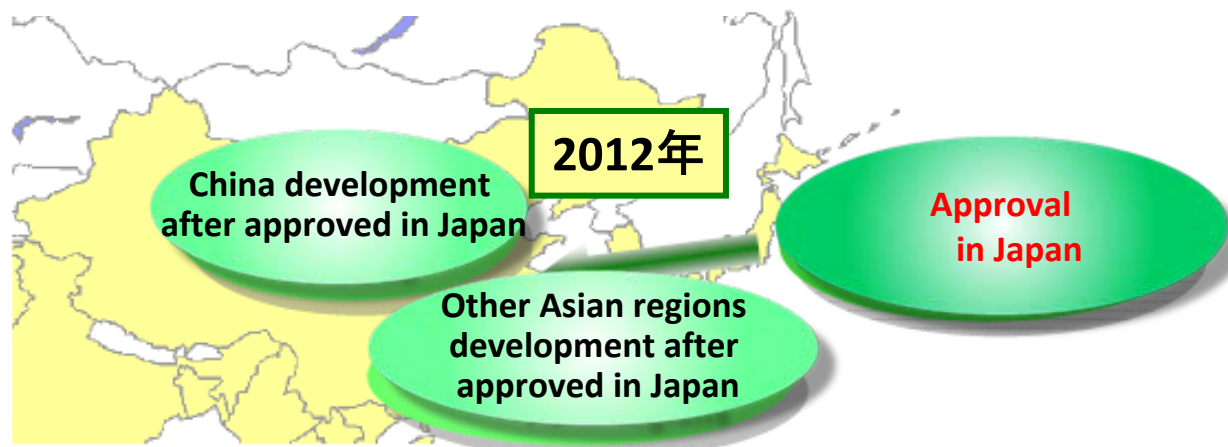 2012年
China development
after approved in Japan
Approval
in Japan
Other Asian regions
development after
approved in Japan